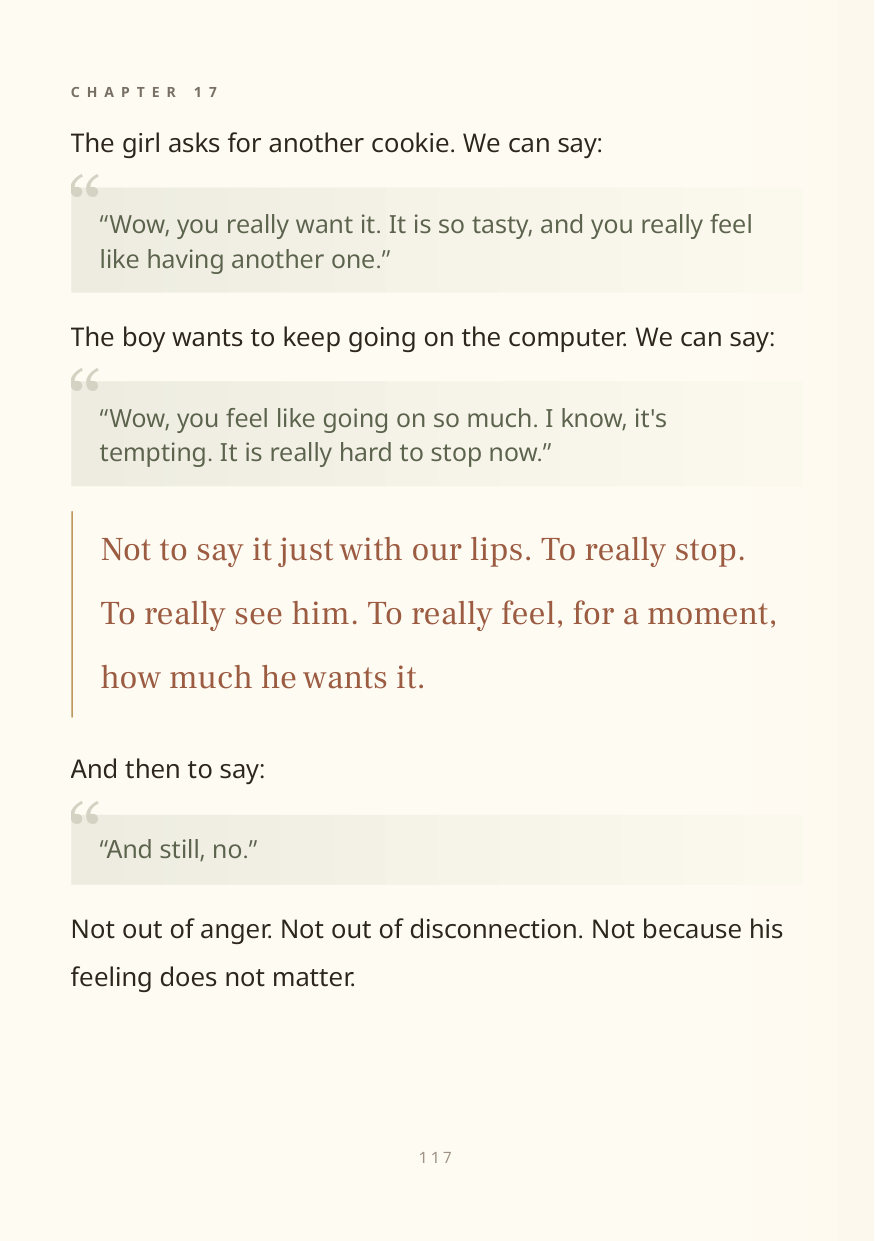 CHAPTER 17
The girl asks for another cookie. We can say:
“Wow, you really want it. It is so tasty, and you really feel
like having another one.”
The boy wants to keep going on the computer. We can say:
“Wow, you feel like going on so much. I know, it's
tempting. It is really hard to stop now.”
Not to say it just with our lips. To really stop.
To really see him. To really feel, for a moment,
how much he wants it.
And then to say:
“And still, no.”
Not out of anger. Not out of disconnection. Not because his
feeling does not matter.
117